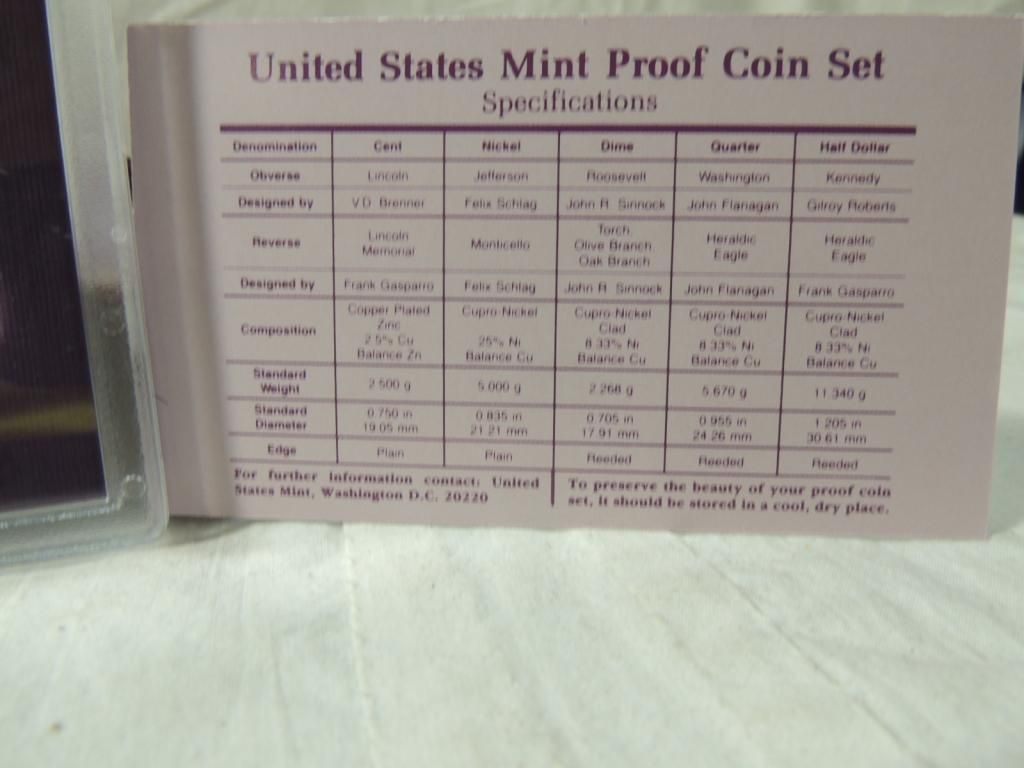 United States Mint Proof Coin Set
Specifications
Denomination Cent Nickel Dime Quarter Half Dollar
Obverse Lincoln Jefferson Roosevelt Washington Kennedy
Designed by V.D. Brenner Felix Schlag John R. Sinnock John Flanagan Gilroy Roberts
Reverse Lincoln Memorial Monticello Torch, Olive Branch, Oak Branch Heraldic Eagle Heraldic Eagle
Designed by Frank Gasparro Felix Schlag John R. Sinnock John Flanagan Frank Gasparro
Composition Copper Plated Zinc 2.5% Cu Balance Zn Cupro-Nickel 25% Ni Balance Cu Cupro-Nickel Clad 8.33% Ni Balance Cu Cupro-Nickel Clad 8.33% Ni Balance Cu Cupro-Nickel Clad 8.33% Ni Balance Cu
Standard Weight 2.500 g 5.000 g 2.268 g 5.670 g 11.340 g
Standard Diameter 0.750 in 19.05 mm 0.835 in 21.21 mm 0.705 in 17.91 mm 0.955 in 24.26 mm 1.205 in 30.61 mm
Edge Plain Plain Reeded Reeded Reeded
For further information contact: United
States Mint, Washington D.C. 20220
To preserve the beauty of your proof coin
set, it should be stored in a cool, dry place.